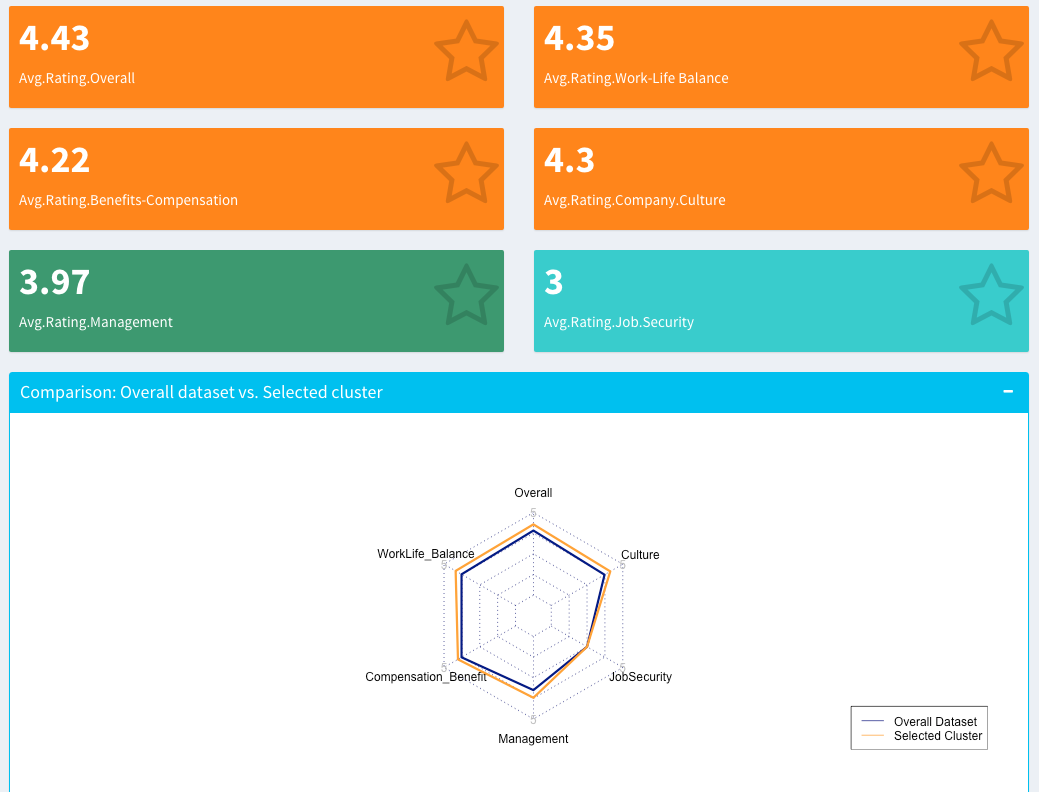 4.43
Avg.Rating.Overall
4.35
Avg.Rating.Work-Life Balance
4.22
Avg.Rating.Benefits-Compensation
4.3
Avg.Rating.Company.Culture
3.97
Avg.Rating.Management
3
Avg.Rating.Job.Security
Comparison: Overall dataset vs. Selected cluster
Overall
5
WorkLife_Balance
Culture
5
5
5
5
Compensation_Benefit
JobSecurity
5
Management
Overall Dataset
Selected Cluster